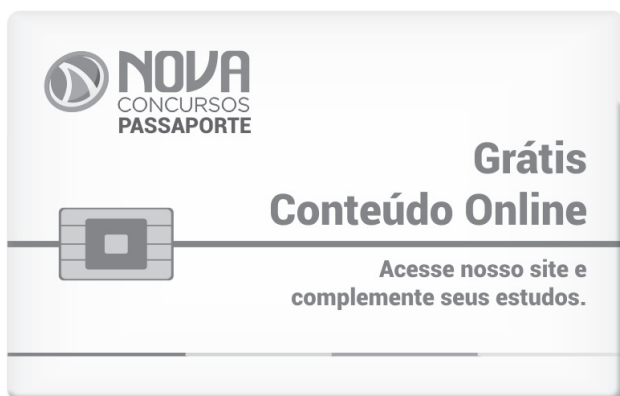 NOVA
CONCURSOS
PASSAPORTE
Grátis
Conteúdo Online
Acesse nosso site e
complemente seus estudos.